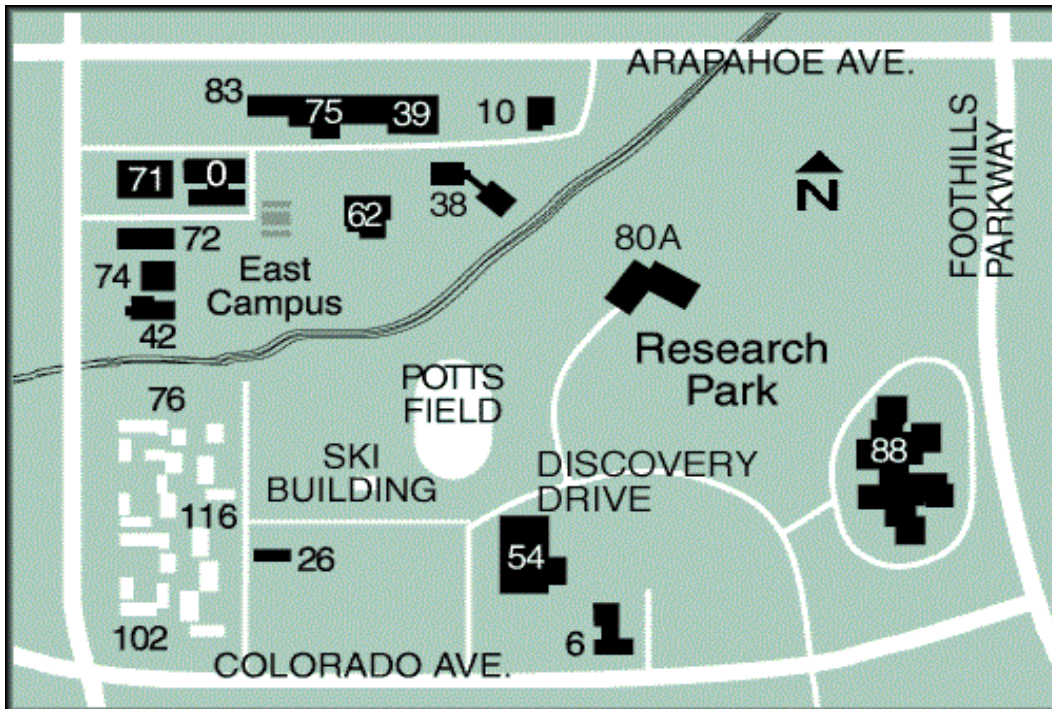 ARAPAHOE AVE.
83
75
39
10
71
0
38
62
N
FOOTHILLS
PARKWAY
72
80A
74
East
Campus
42
Research
Park
76
POTTS
FIELD
88
SKI
BUILDING
DISCOVERY
DRIVE
116
26
54
102
6
COLORADO AVE.